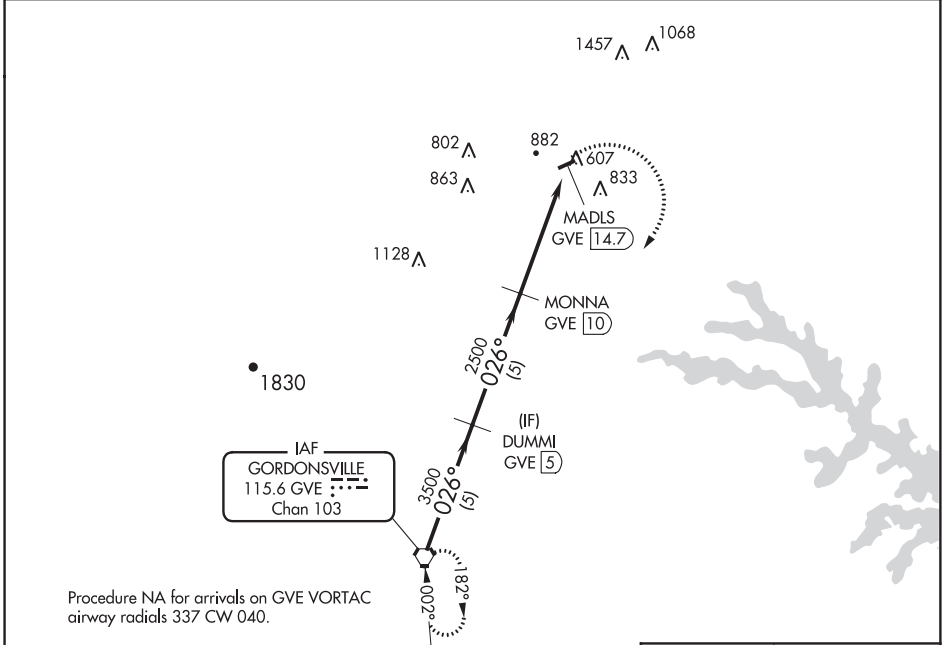 1457
1068
802
882
607
863
833
MADLS
GVE 14.7
1128
MONNA
GVE 10
2500
026°
(5)
1830
(IF)
DUMMI
GVE 5
IAF
GORDONSVILLE
115.6 GVE
Chan 103
3500
026°
(5)
182°
002°
Procedure NA for arrivals on GVE VORTAC
airway radials 337 CW 040.